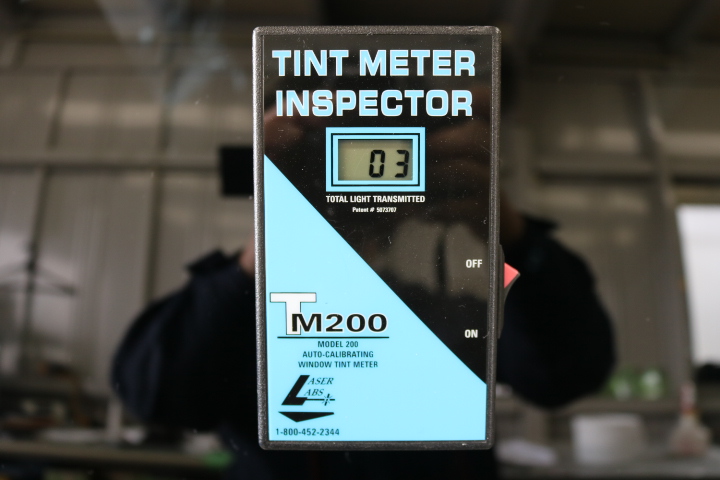 TINT METER
INSPECTOR
03
TOTAL LIGHT TRANSMITTED
Patent # 5073707
OFF
TM200
ON
MODEL 200
AUTO-CALIBRATING
WINDOW TINT METER
LASER
LABS
1-800-452-2344